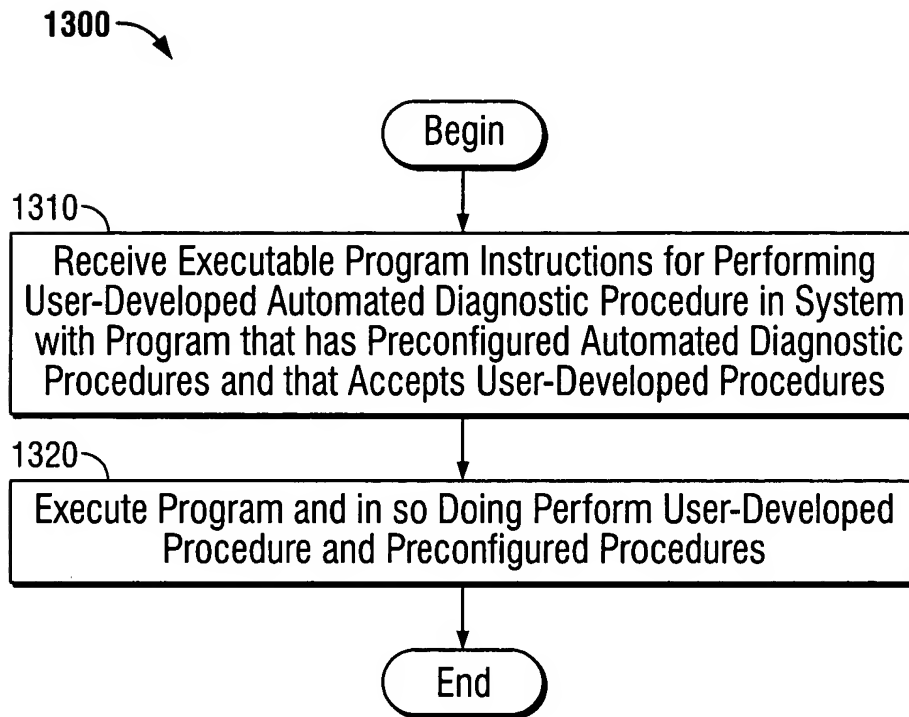 1300
Begin
1310
Receive Executable Program Instructions for Performing
User-Developed Automated Diagnostic Procedure in System
with Program that has Preconfigured Automated Diagnostic
Procedures and that Accepts User-Developed Procedures
1320
Execute Program and in so Doing Perform User-Developed
Procedure and Preconfigured Procedures
End